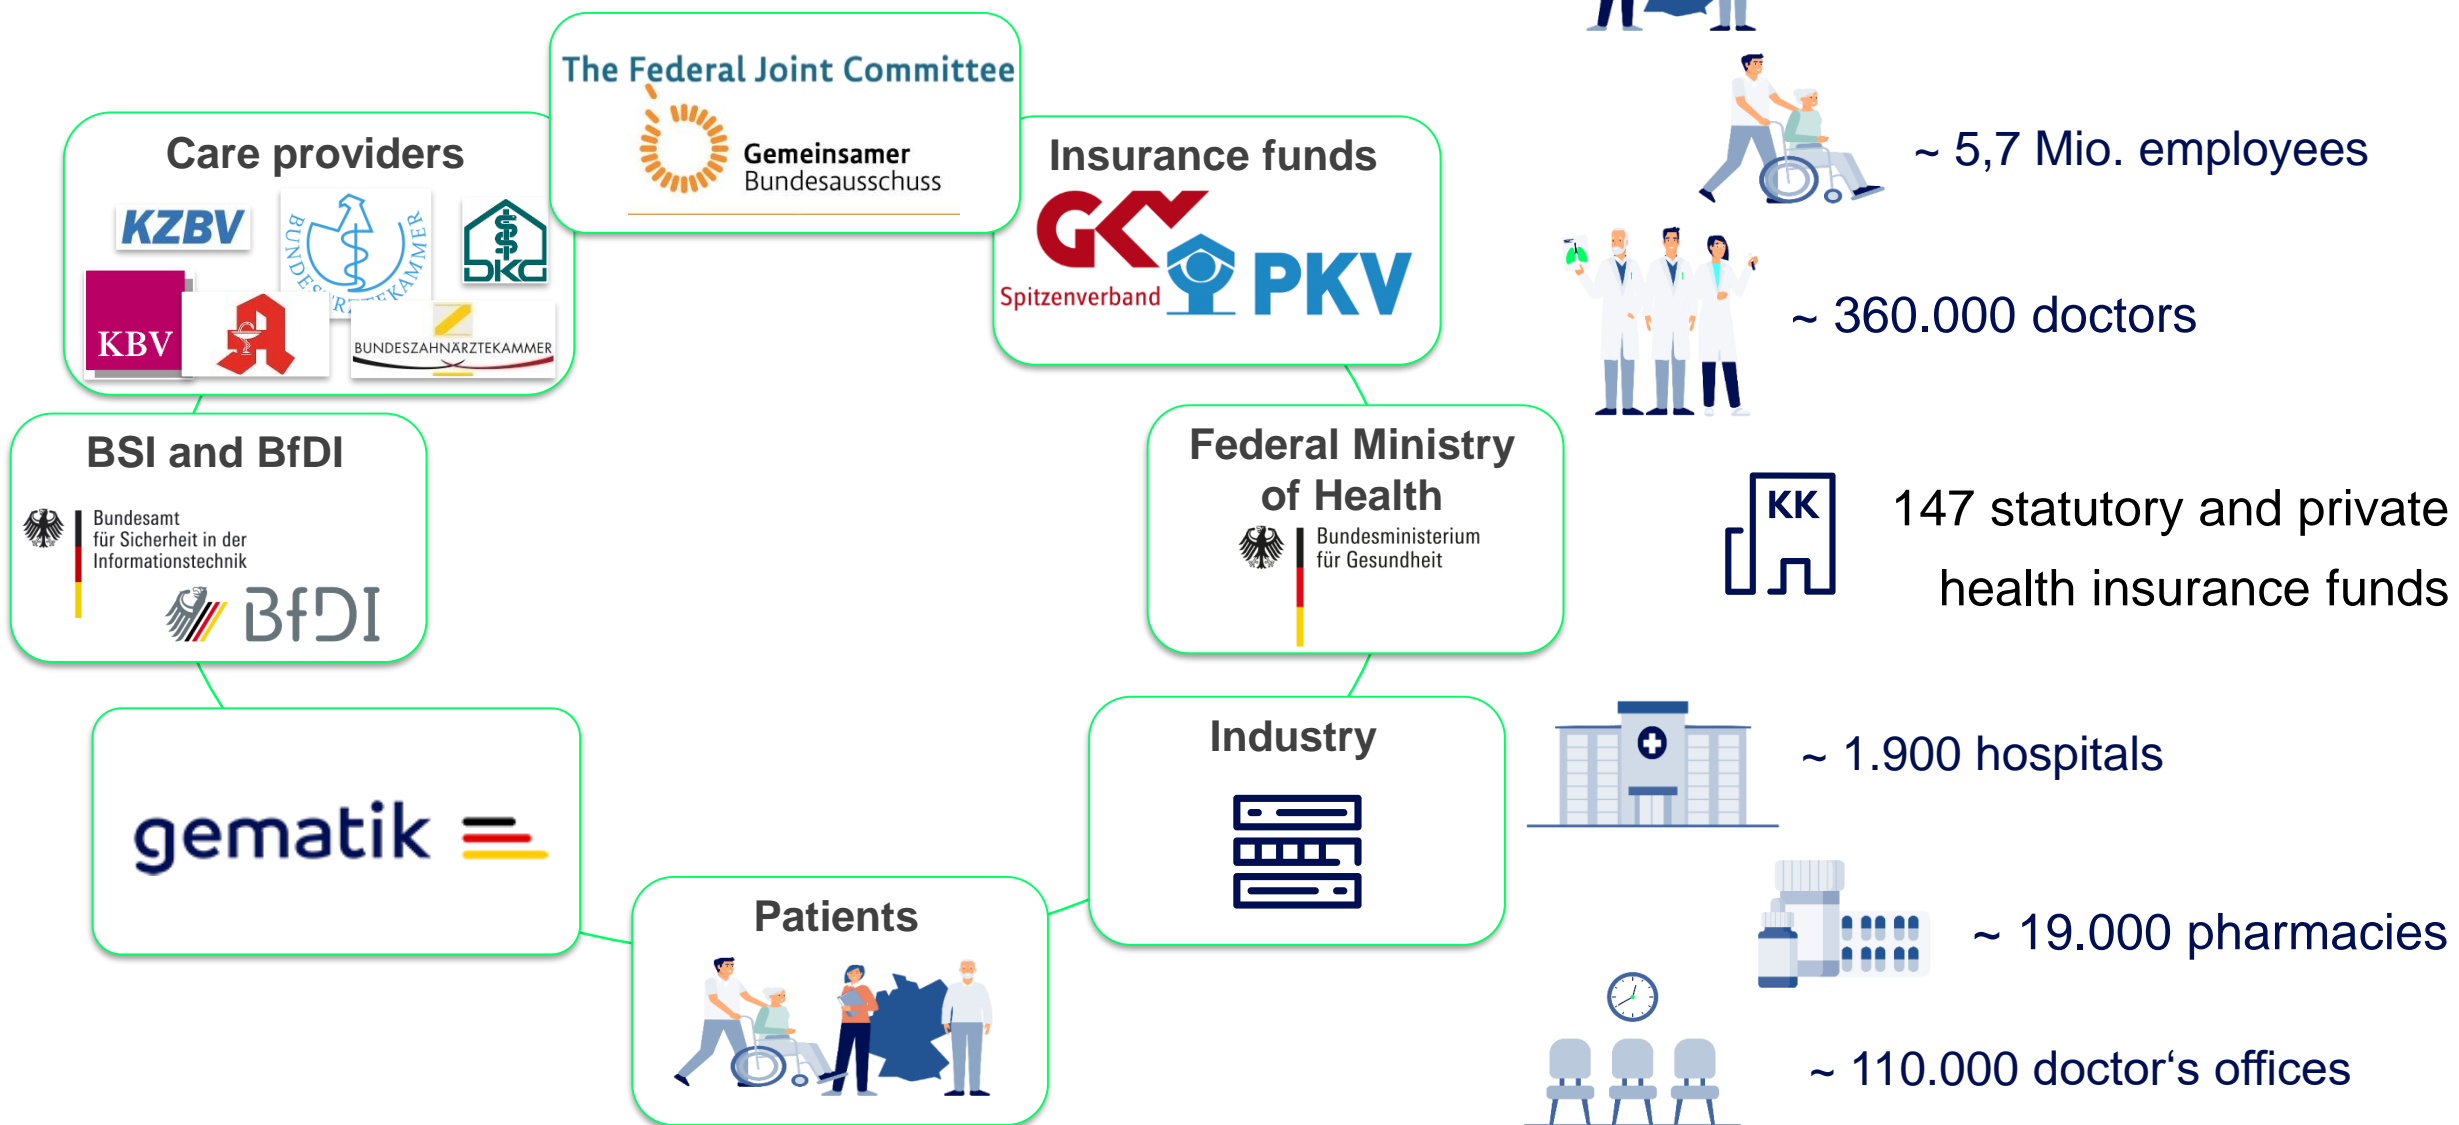 The Federal Joint Committee
Gemeinsamer
Bundesausschuss
Care providers
KZBV
BUNDESÄRZTEKAMMER
DKG
KBV
BUNDESZAHNÄRZTEKAMMER
Insurance funds
GKV
Spitzenverband
PKV
BSI and BfDI
Bundesamt
für Sicherheit in der
Informationstechnik
BfDI
Federal Ministry
of Health
Bundesministerium
für Gesundheit
gematik
Industry
Patients
~ 5,7 Mio. employees
~ 360.000 doctors
KK
147 statutory and private
health insurance funds
~ 1.900 hospitals
~ 19.000 pharmacies
~ 110.000 doctor‘s offices